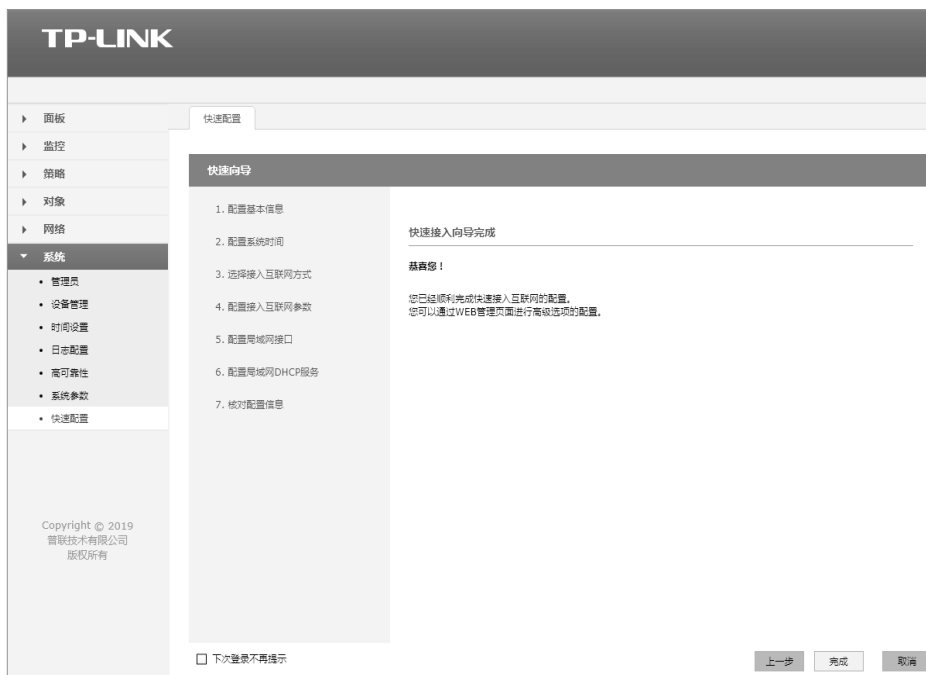 TP-LINK
面板
监控
策略
对象
网络
系统
管理员
设备管理
时间设置
日志配置
高可靠性
系统参数
快速配置
Copyright © 2019
普联技术有限公司
版权所有
快速配置
快速向导
1. 配置基本信息
2. 配置系统时间
3. 选择接入互联网方式
4. 配置接入互联网参数
5. 配置局域网接口
6. 配置局域网DHCP服务
7. 核对配置信息
快速接入向导完成
恭喜您！
您已经顺利完成快速接入互联网的配置。
您可以通过WEB管理页面进行高级选项的配置。
下次登录不再提示
上一步 完成 取消